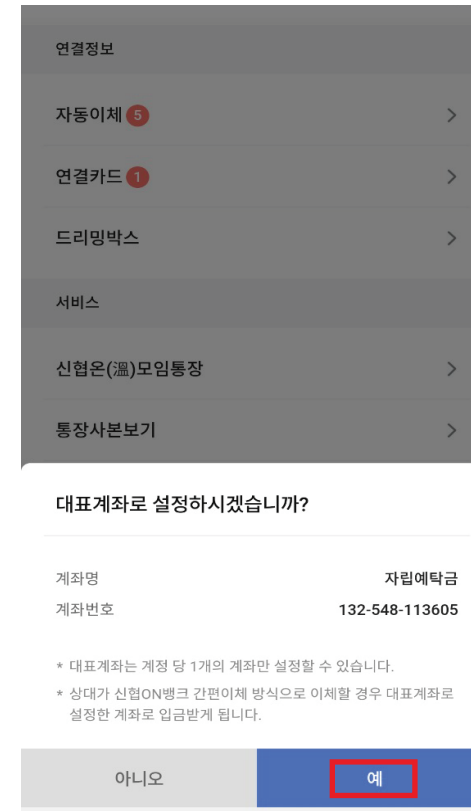 연결정보
자동이체 5
연결카드 1
드리밍박스
서비스
신협온(溫)모임통장
통장사본보기
대표계좌로 설정하시겠습니까?
계좌명 자립예탁금
계좌번호 132-548-113605
* 대표계좌는 계정 당 1개의 계좌만 설정할 수 있습니다.
* 상대가 신협ON뱅크 간편이체 방식으로 이체할 경우 대표계좌로
설정한 계좌로 입금받게 됩니다.
아니오 예